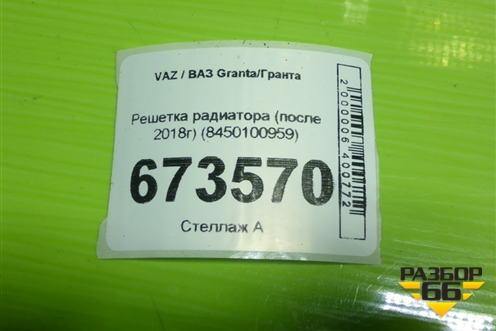 VAZ / ВАЗ Granta/Гранта
Решетка радиатора (после
2018г) (8450100959)
673570
Стеллаж А
2000006400772
РАЗБОР
66